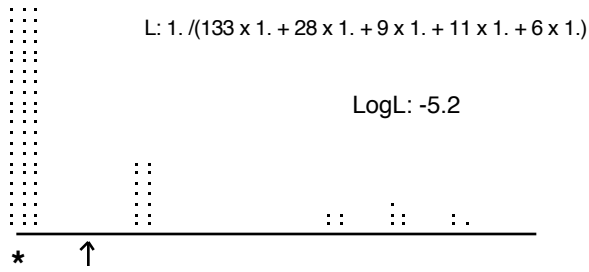 L: 1. /(133 x 1. + 28 x 1. + 9 x 1. + 11 x 1. + 6 x 1.)
LogL: -5.2
*